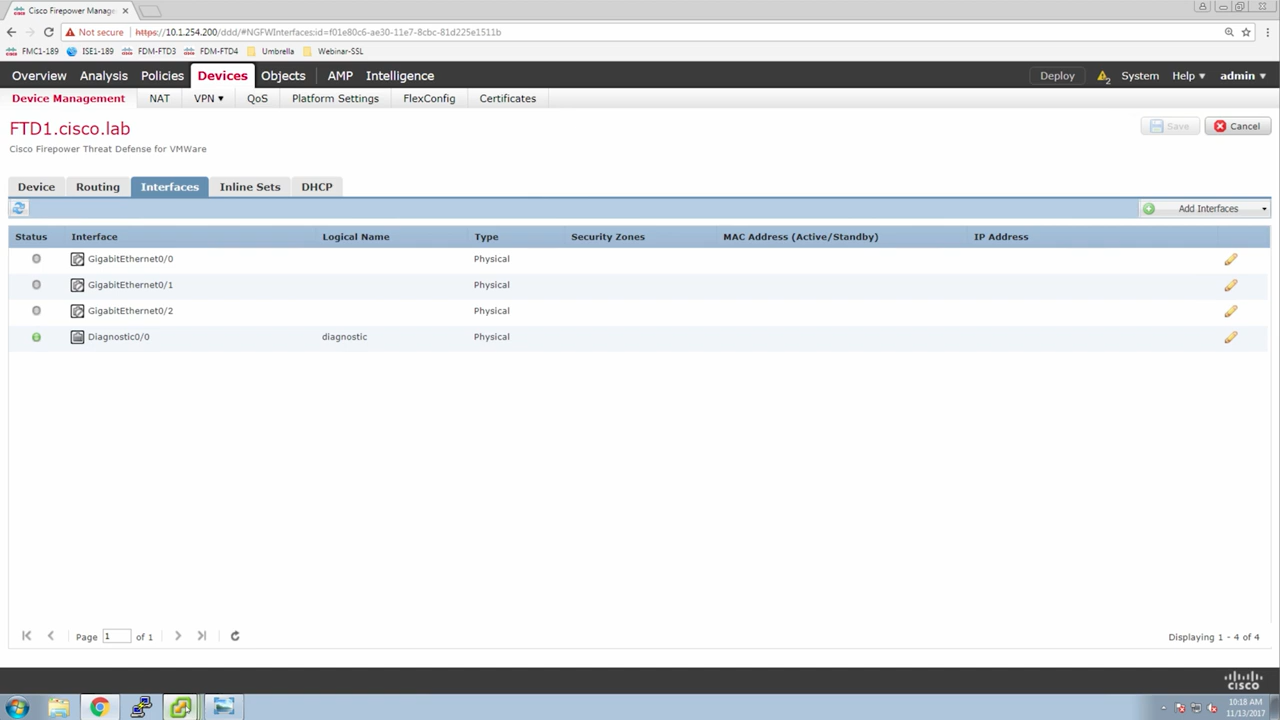 Cisco Firepower Manage
Not secure https://10.1.254.200/ddd/#NGFWInterfaces;id=f01e80c6-ae30-11e7-8cbc-81d225e1511b
FMC1-189 ISE1-189 FDM-FTD3 FDM-FTD4 Umbrella Webinar-SSL
Overview Analysis Policies Devices Objects AMP Intelligence Deploy 2 System Help admin
Device Management NAT VPN QoS Platform Settings FlexConfig Certificates
FTD1.cisco.lab
Save Cancel
Cisco Firepower Threat Defense for VMWare
Device Routing Interfaces Inline Sets DHCP
Add Interfaces
Status Interface Logical Name Type Security Zones MAC Address (Active/Standby) IP Address
GigabitEthernet0/0 Physical
GigabitEthernet0/1 Physical
GigabitEthernet0/2 Physical
Diagnostic0/0 diagnostic Physical
Page 1 of 1 Displaying 1 - 4 of 4
CISCO
10:18 AM
11/13/2017